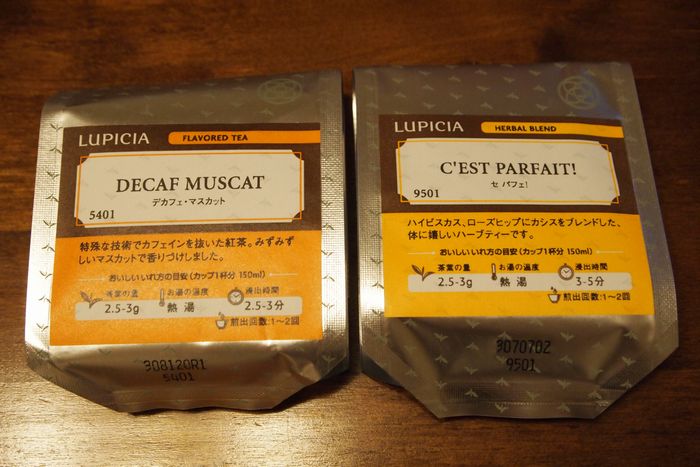 LUPICIA
FLAVORED TEA
DECAF MUSCAT
デカフェ・マスカット
5401
特殊な技術でカフェインを抜いた紅茶。みずみず
しいマスカットで香りづけしました。
おいしいいれ方の目安(カップ1杯分 150ml)
茶葉の量 お湯の温度 浸出時間
2.5-3g 熱湯 2.5-3分
煎出回数:1〜2回
308120R1
5401
LUPICIA
HERBAL BLEND
C'EST PARFAIT!
セ パフェ!
9501
ハイビスカス、ローズヒップにカシスをブレンドした、
体に嬉しいハーブティーです。
おいしいいれ方の目安(カップ1杯分 150ml)
茶葉の量 お湯の温度 浸出時間
2.5-3g 熱湯 3-5分
煎出回数:1〜2回
3070702
9501